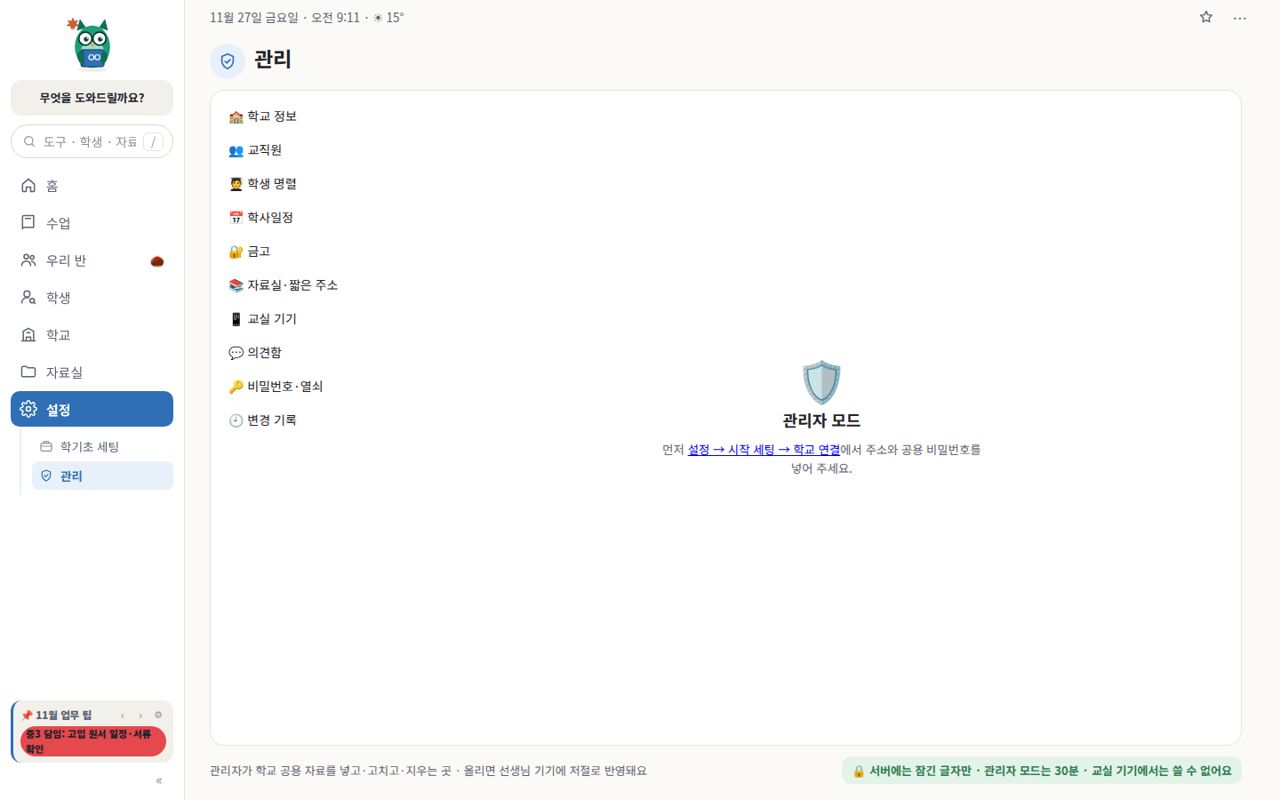 11월 27일 금요일 · 오전 9:11 · ☀ 15°
무엇을 도와드릴까요?
도구 · 학생 · 자료
/
홈
수업
우리 반
학생
학교
자료실
설정
학기초 세팅
관리
📌 11월 업무 팁
중3 담임: 고입 원서 일정·서류
확인
«
관리
🏫 학교 정보
👥 교직원
🧑‍🎓 학생 명렬
📅 학사일정
🔐 금고
📚 자료실·짧은 주소
📱 교실 기기
💬 의견함
🔑 비밀번호·열쇠
🕘 변경 기록
관리자 모드
먼저 설정 → 시작 세팅 → 학교 연결에서 주소와 공용 비밀번호를
넣어 주세요.
관리자가 학교 공용 자료를 넣고·고치고·지우는 곳 · 올리면 선생님 기기에 저절로 반영돼요
🔒 서버에는 잠긴 글자만 · 관리자 모드는 30분 · 교실 기기에서는 쓸 수 없어요